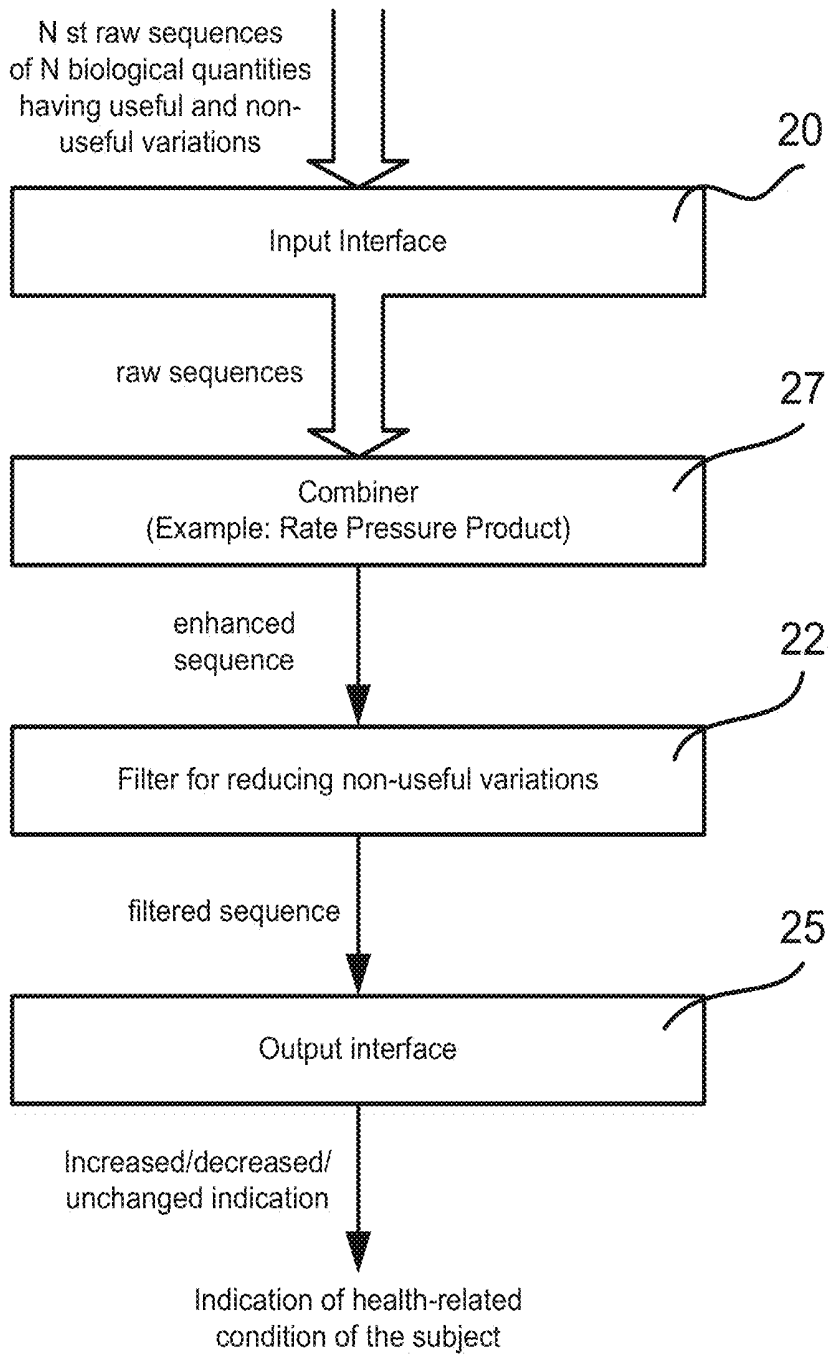 N st raw sequences
of N biological quantities
having useful and non-
useful variations
20
Input Interface
raw sequences
27
Combiner
(Example: Rate Pressure Product)
enhanced
sequence
22
Filter for reducing non-useful variations
filtered sequence
25
Output interface
Increased/decreased/
unchanged indication
Indication of health-related
condition of the subject